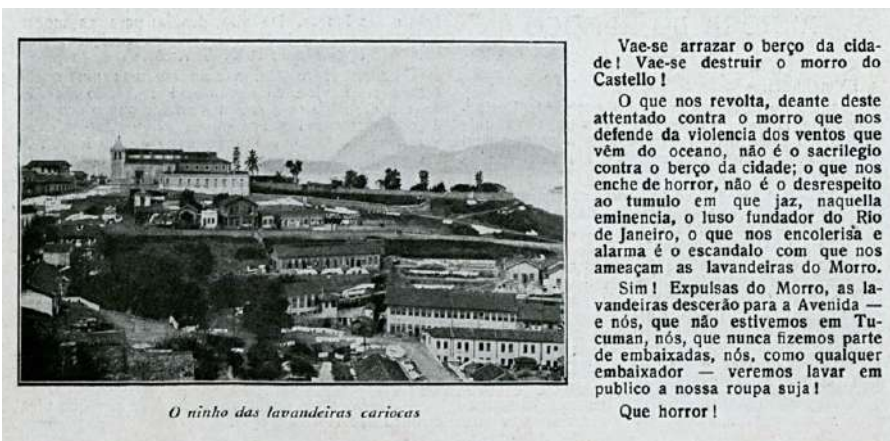 Vae-se arrazar o berço da cida-
de! Vae-se destruir o morro do
Castello!
O que nos revolta, deante deste
attentado contra o morro que nos
defende da violencia dos ventos que
vêm do oceano, não é o sacrilegio
contra o berço da cidade; o que nos
enche de horror, não é o desrespeito
ao tumulo em que jaz, naquella
eminencia, o luso fundador do Rio
de Janeiro, o que nos encolerisa e
alarma é o escandalo com que nos
ameaçam as lavandeiras do Morro.
Sim! Expulsas do Morro, as la-
vandeiras descerão para a Avenida —
e nós, que não estivemos em Tu-
cuman, nós, que nunca fizemos parte
de embaixadas, nós, como qualquer
embaixador — veremos lavar em
publico a nossa roupa suja!
Que horror!
O ninho das lavandeiras cariocas